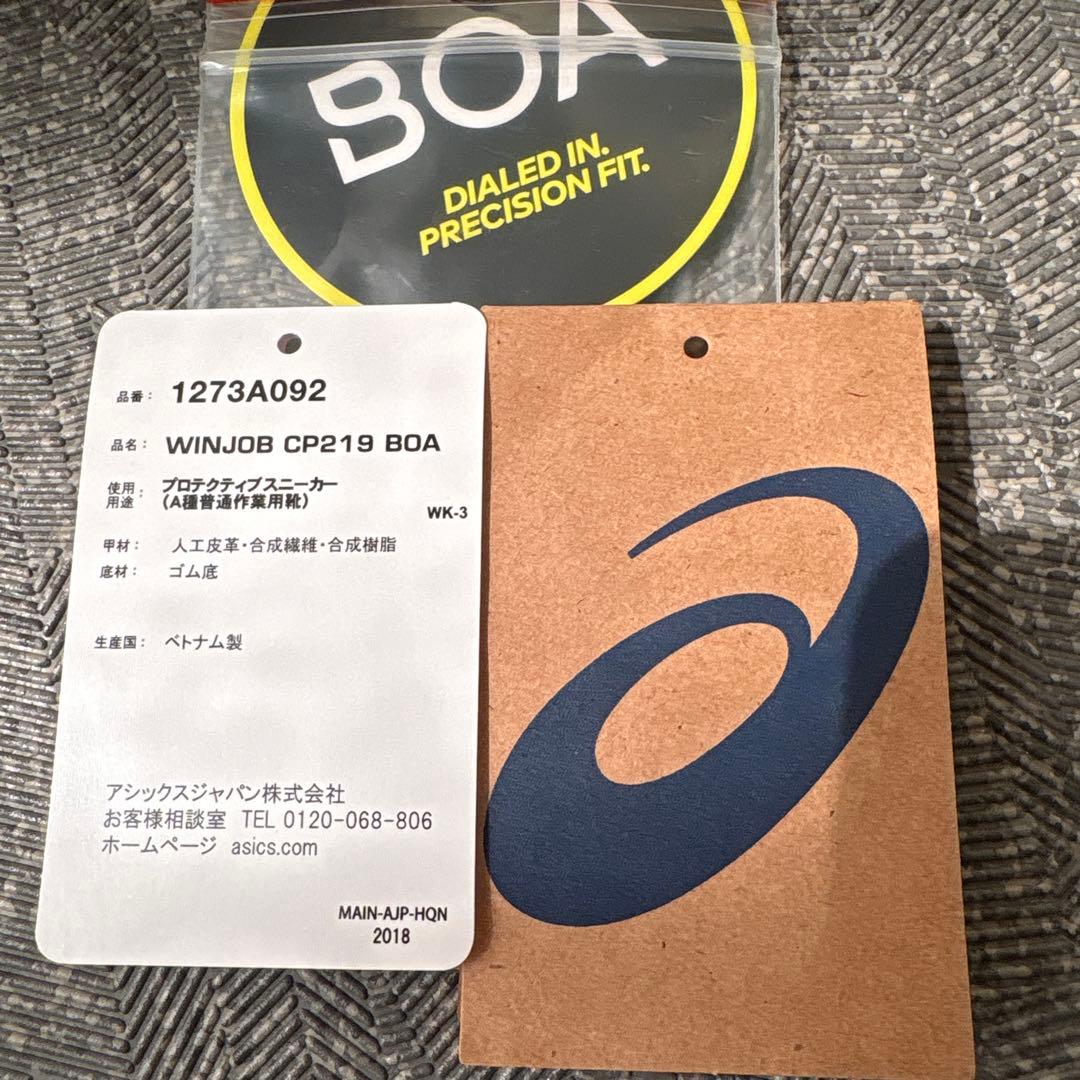 BOA
DIALED IN.
PRECISION FIT.
品番： 1273A092
品名： WINJOB CP219 BOA
使用用途： プロテクティブスニーカー
（A種普通作業用靴）
WK-3
甲材： 人工皮革・合成繊維・合成樹脂
底材： ゴム底
生産国： ベトナム製
アシックスジャパン株式会社
お客様相談室 TEL 0120-068-806
ホームページ asics.com
MAIN-AJP-HQN
2018